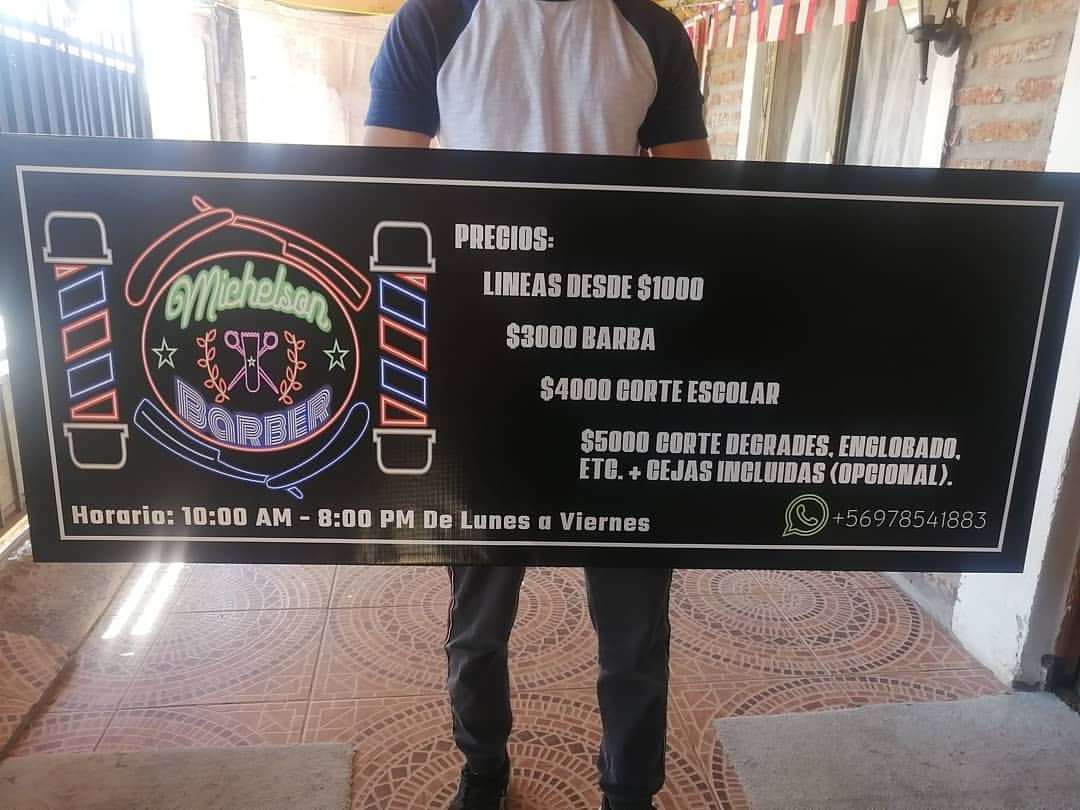 Michelson
BARBER
PRECIOS:
LINEAS DESDE $1000
$3000 BARBA
$4000 CORTE ESCOLAR
$5000 CORTE DEGRADES, ENGLOBADO,
ETC. + CEJAS INCLUIDAS (OPCIONAL).
Horario: 10:00 AM - 8:00 PM De Lunes a Viernes
+56978541883